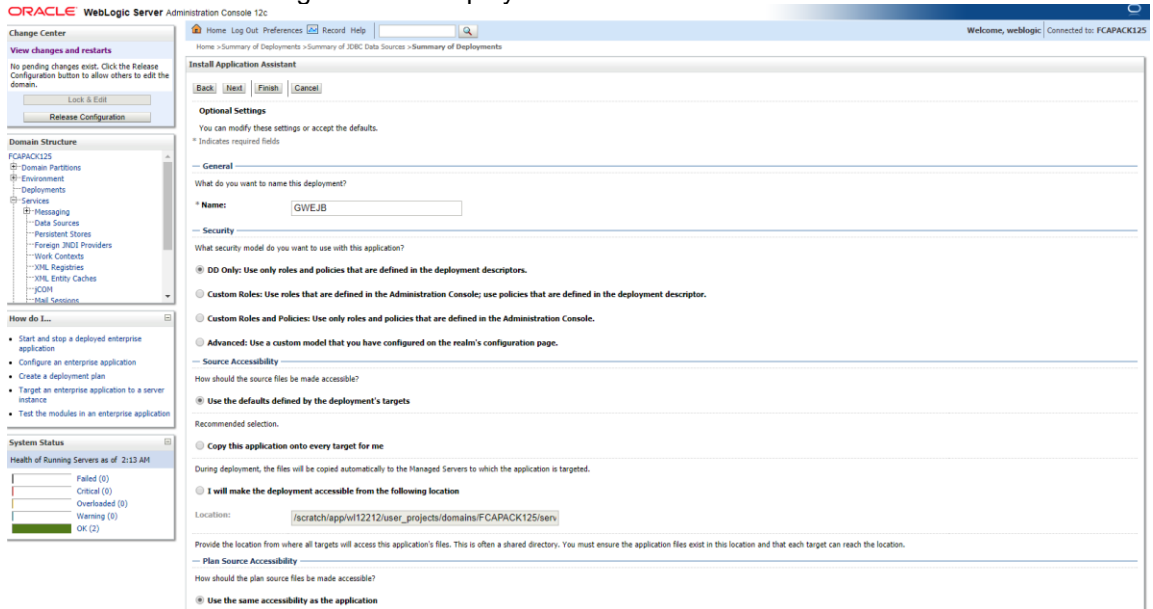 ORACLE WebLogic Server Administration Console 12c
Change Center
View changes and restarts
No pending changes exist. Click the Release
Configuration button to allow others to edit the
domain.
Lock & Edit
Release Configuration
Domain Structure
FCAPACK125
Domain Partitions
Environment
Deployments
Services
Messaging
Data Sources
Persistent Stores
Foreign JNDI Providers
Work Contexts
XML Registries
XML Entity Caches
jCOM
Mail Sessions
How do I...
Start and stop a deployed enterprise
application
Configure an enterprise application
Create a deployment plan
Target an enterprise application to a server
instance
Test the modules in an enterprise application
System Status
Health of Running Servers as of 2:13 AM
Failed (0)
Critical (0)
Overloaded (0)
Warning (0)
OK (2)
Home Log Out Preferences Record Help
Welcome, weblogic Connected to: FCAPACK125
Home >Summary of Deployments >Summary of JDBC Data Sources >Summary of Deployments
Install Application Assistant
Back Next Finish Cancel
Optional Settings
You can modify these settings or accept the defaults.
* Indicates required fields
General
What do you want to name this deployment?
* Name: GWEJB
Security
What security model do you want to use with this application?
DD Only: Use only roles and policies that are defined in the deployment descriptors.
Custom Roles: Use roles that are defined in the Administration Console; use policies that are defined in the deployment descriptor.
Custom Roles and Policies: Use only roles and policies that are defined in the Administration Console.
Advanced: Use a custom model that you have configured on the realm's configuration page.
Source Accessibility
How should the source files be made accessible?
Use the defaults defined by the deployment's targets
Recommended selection.
Copy this application onto every target for me
During deployment, the files will be copied automatically to the Managed Servers to which the application is targeted.
I will make the deployment accessible from the following location
Location: /scratch/app/wl12212/user_projects/domains/FCAPACK125/serv
Provide the location from where all targets will access this application's files. This is often a shared directory. You must ensure the application files exist in this location and that each target can reach the location.
Plan Source Accessibility
How should the plan source files be made accessible?
Use the same accessibility as the application